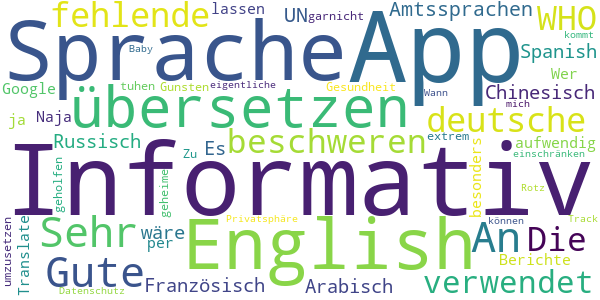 fehlende lassen UN garnicht Amtssprachen WHO
Sprache App kommt
Baby Spanish
Google tuhen Gunsten eigentliche Gesundheit Wer
Wann Chinesisch
ja Naja übersetzen mich deutsche
Russisch Zu Es beschweren extrem aufwendig
einschränken
Informativ
geholfen geheime besonders Rotz
umzusetzen Translate Sehr wäre Privatsphäre English An können Track
per Die
Gute Berichte
Datenschutz Französisch Arabisch verwendet